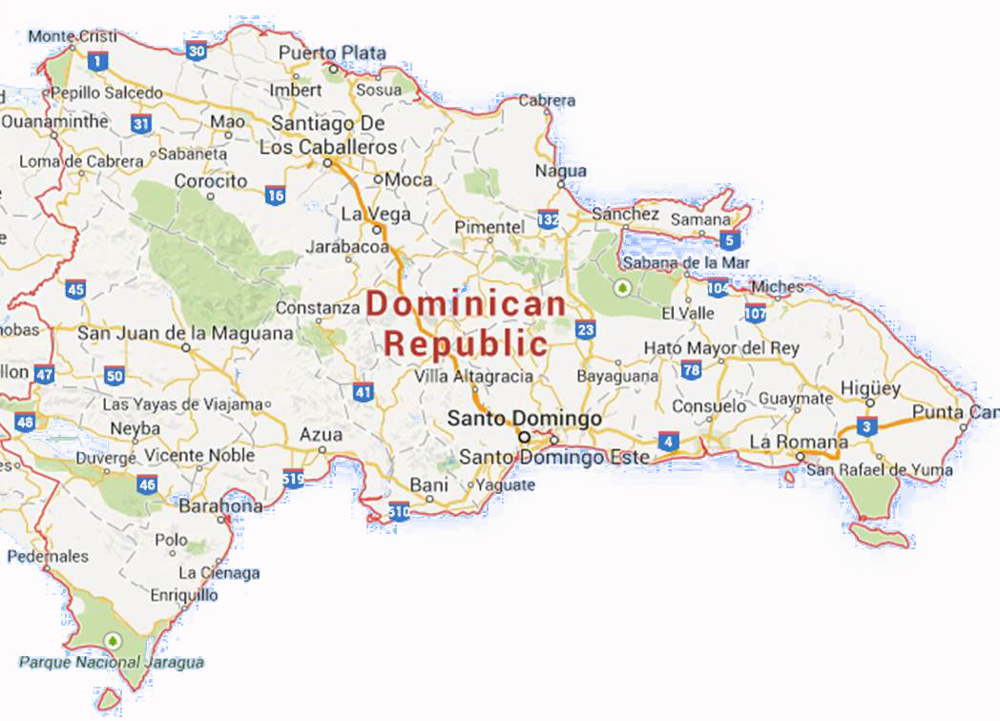 Monte Cristi
30
1
Puerto Plata
Pepillo Salcedo
Imbert
Sosua
Cabrera
Ouanaminthe
31
Mao
Santiago De
Los Caballeros
Loma de Cabrera
Sabaneta
Corocito
16
Moca
Nagua
La Vega
132
Sánchez
Samana
Pimentel
5
Jarabacoa
Sabana de la Mar
45
104
Miches
Constanza
Dominican
Republic
El Valle
107
23
San Juan de la Maguana
Hato Mayor del Rey
47
50
Villa Altagracia
Bayaguana
78
41
Higüey
Las Yayas de Viajama
Guaymate
Consuelo
Punta Can
48
Santo Domingo
3
Neyba
Azua
4
La Romana
Duvergé
Vicente Noble
Santo Domingo Este
San Rafael de Yuma
46
519
Bani
Yaguate
Barahona
510
Polo
Pedernales
La Cienaga
Enriquillo
Parque Nacional Jaragua